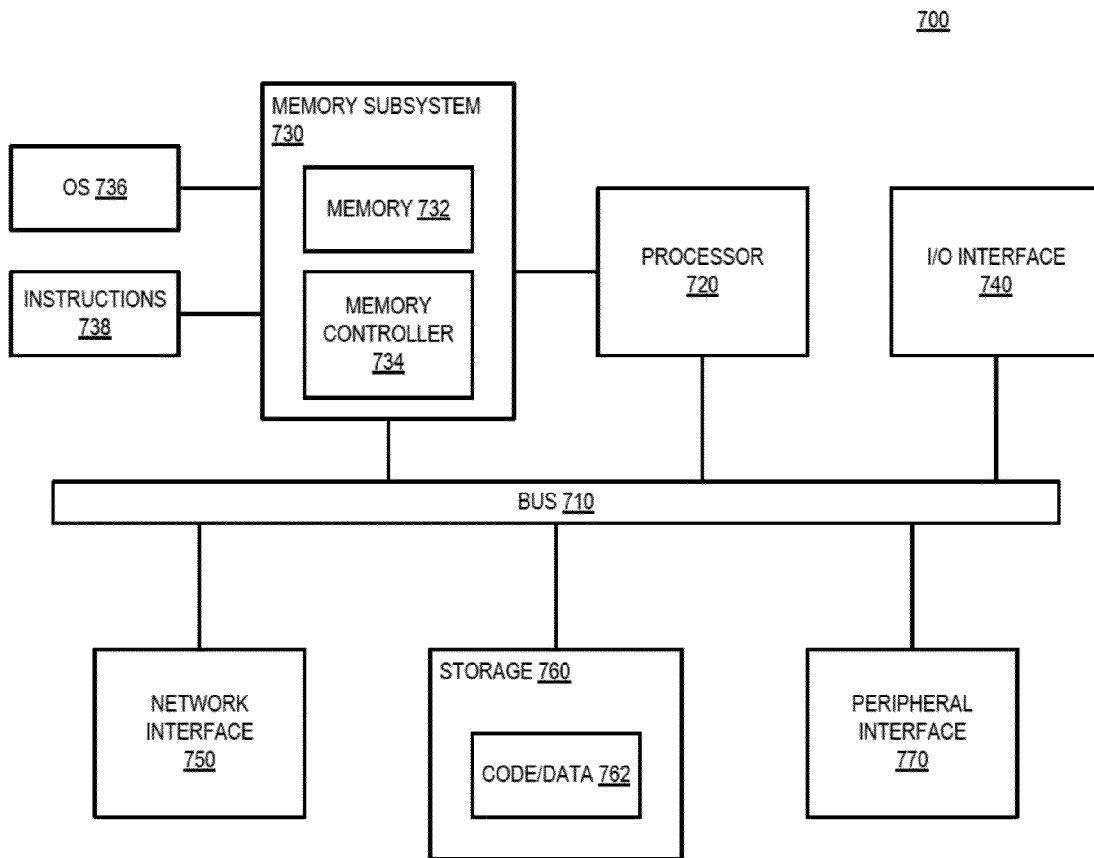 700
MEMORY SUBSYSTEM
730
OS 736
MEMORY 732
INSTRUCTIONS
738
MEMORY
CONTROLLER
734
PROCESSOR
720
I/O INTERFACE
740
BUS 710
NETWORK
INTERFACE
750
STORAGE 760
CODE/DATA 762
PERIPHERAL
INTERFACE
770